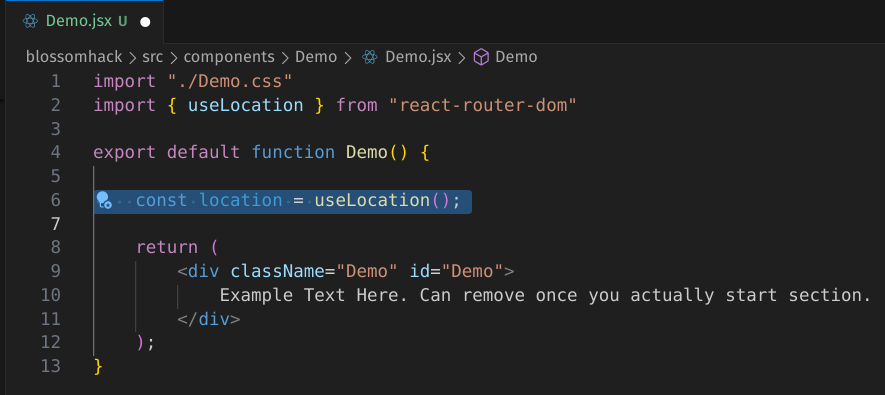 Demo.jsx U
blossomhack > src > components > Demo > Demo.jsx > Demo
1 import "./Demo.css"
2 import { useLocation } from "react-router-dom"
3
4 export default function Demo() {
5
6 const location = useLocation();
7
8 return (
9 <div className="Demo" id="Demo">
10 Example Text Here. Can remove once you actually start section.
11 </div>
12 );
13 }